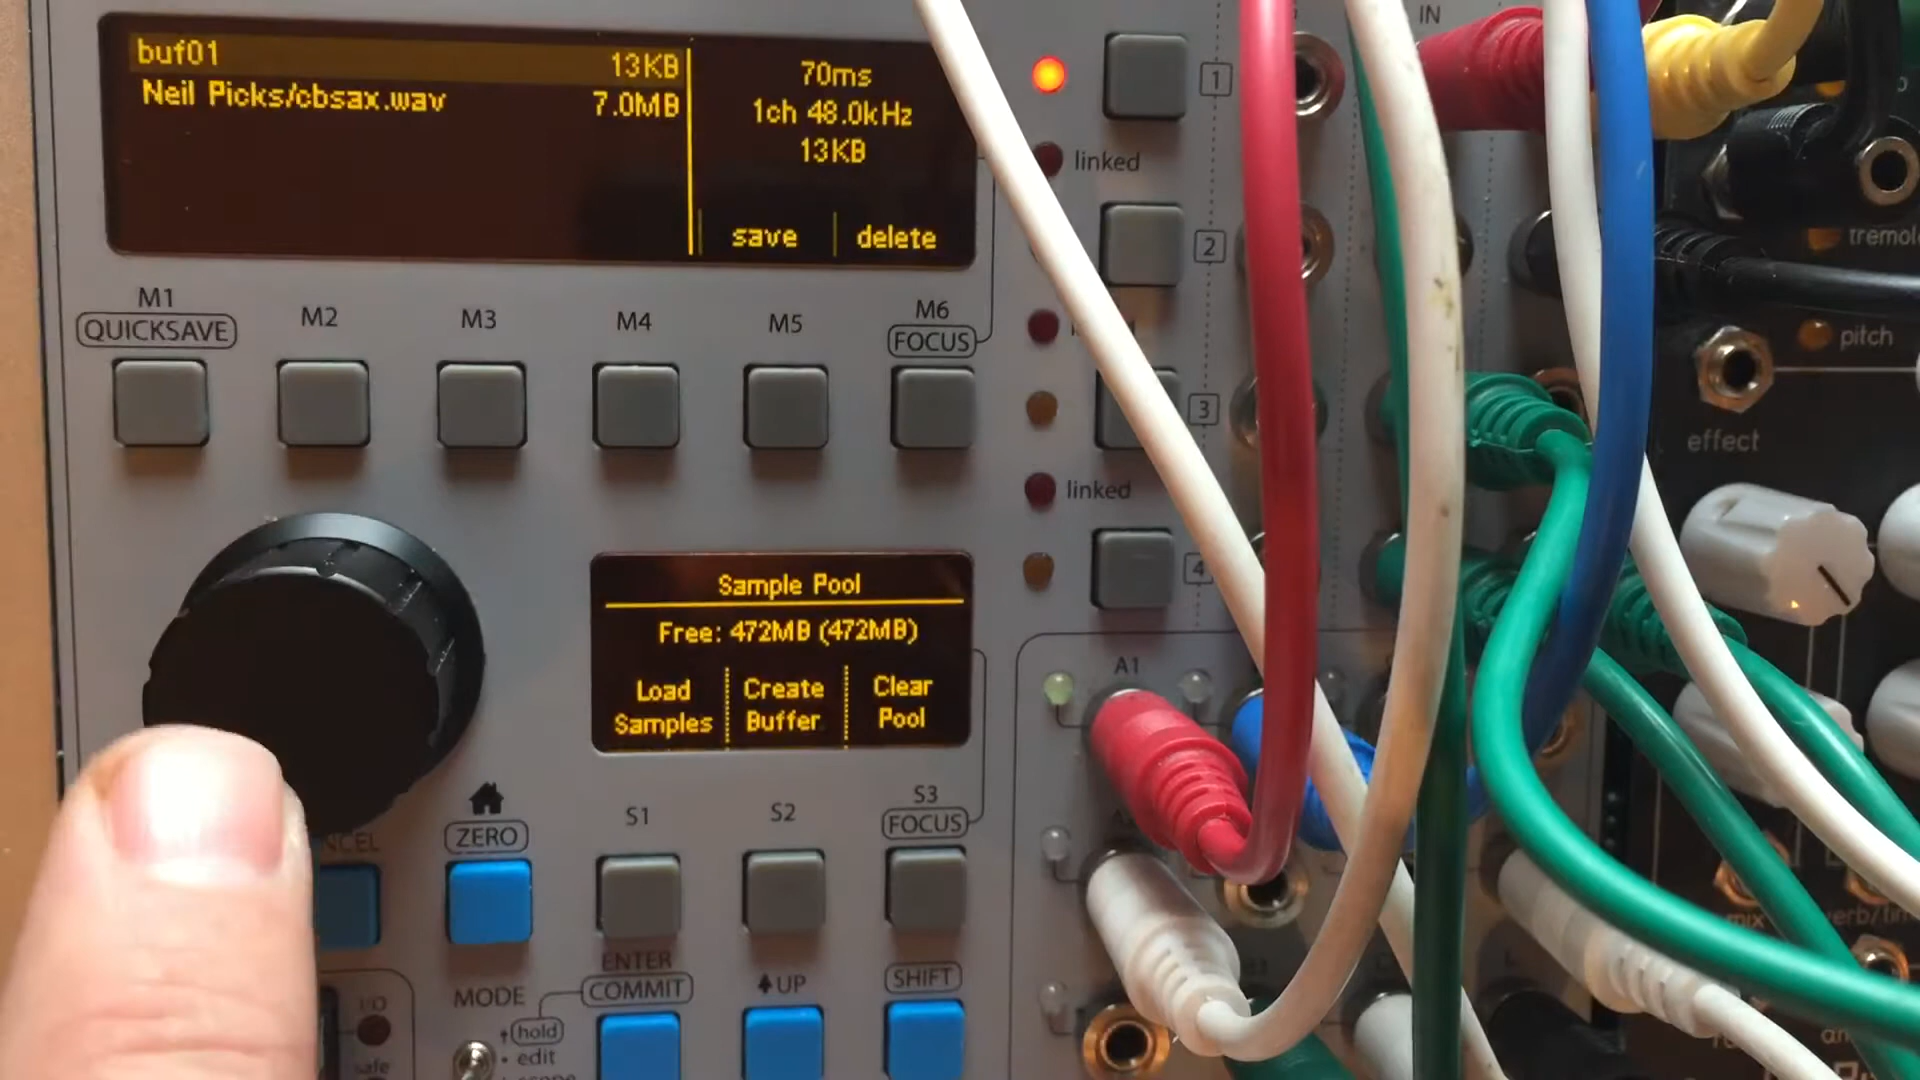 buf01 13KB
Neil Picks/cbsax.wav 7.0MB
70ms
1ch 48.0kHz
13KB
save delete
M1
QUICKSAVE
M2
M3
M4
M5
M6
FOCUS
1
linked
2
3
linked
4
IN
tremolo
pitch
effect
Sample Pool
Free: 472MB (472MB)
Load Samples
Create Buffer
Clear Pool
ZERO
S1
S2
S3
FOCUS
ENTER
COMMIT
UP
SHIFT
MODE
hold
edit
I/O
safe
A1
mix